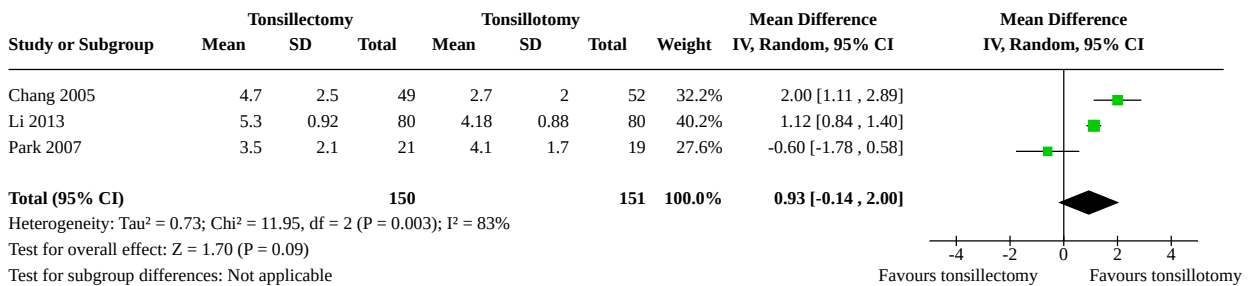 Tonsillectomy Tonsillotomy Mean Difference Mean Difference
Study or Subgroup Mean SD Total Mean SD Total Weight IV, Random, 95% CI IV, Random, 95% CI
Chang 2005 4.7 2.5 49 2.7 2 52 32.2% 2.00 [1.11 , 2.89]
Li 2013 5.3 0.92 80 4.18 0.88 80 40.2% 1.12 [0.84 , 1.40]
Park 2007 3.5 2.1 21 4.1 1.7 19 27.6% -0.60 [-1.78 , 0.58]
Total (95% CI) 150 151 100.0% 0.93 [-0.14 , 2.00]
Heterogeneity: Tau² = 0.73; Chi² = 11.95, df = 2 (P = 0.003); I² = 83%
Test for overall effect: Z = 1.70 (P = 0.09) -4 -2 0 2 4
Test for subgroup differences: Not applicable Favours tonsillectomy Favours tonsillotomy